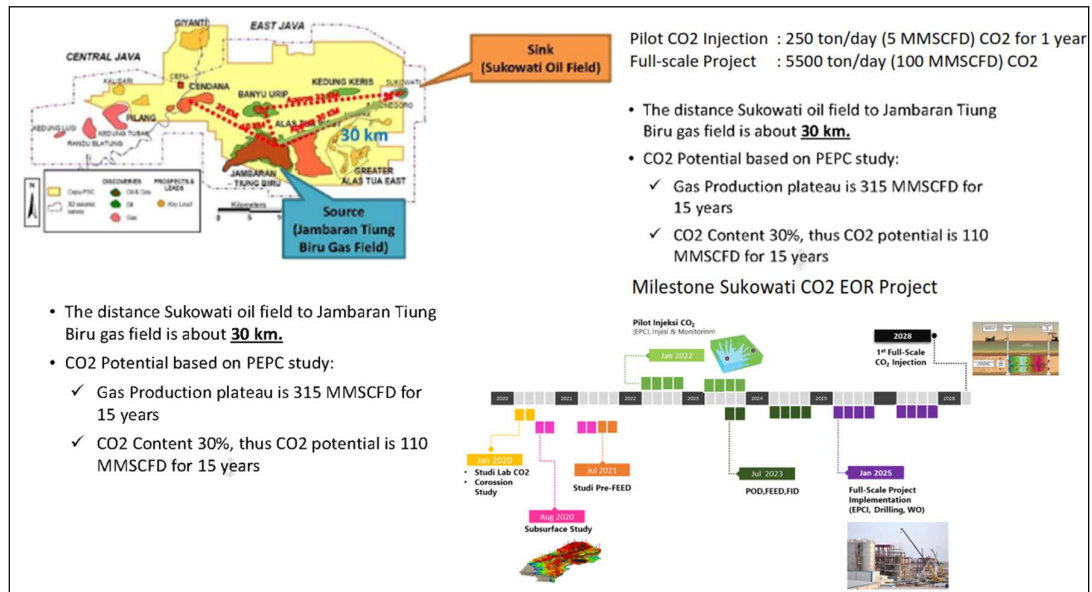 GIYANTI
EAST JAVA
CENTRAL JAVA
CEPU
CENDANA
KALISARI
PILANG
KEDUNG LUSI
KEDUNG TUBAN
RANDU BLATUNG
BANYU URIP
KEDUNG KERIS
SUKOWATI
20 KM
ALAS TUA
30 km
JAMBARAN
TIUNG BIRU
GREATER
ALAS TUA EAST
N
Cepu PSC
3D seismic
survey
DISCOVERIES
Oil & Gas
Oil
Gas
PROSPECTS &
LEADS
Key Lead
Kilometers
0 5
Sink
(Sukowati Oil Field)
Source
(Jambaran Tiung
Biru Gas Field)
Pilot CO2 Injection : 250 ton/day (5 MMSCFD) CO2 for 1 year
Full-scale Project : 5500 ton/day (100 MMSCFD) CO2
• The distance Sukowati oil field to Jambaran Tiung
Biru gas field is about 30 km.
• CO2 Potential based on PEPC study:
✓ Gas Production plateau is 315 MMSCFD for
15 years
✓ CO2 Content 30%, thus CO2 potential is 110
MMSCFD for 15 years
• The distance Sukowati oil field to Jambaran Tiung
Biru gas field is about 30 km.
• CO2 Potential based on PEPC study:
✓ Gas Production plateau is 315 MMSCFD for
15 years
✓ CO2 Content 30%, thus CO2 potential is 110
MMSCFD for 15 years
Milestone Sukowati CO2 EOR Project
Pilot Injeksi CO2
(EPCI, Injesi & Monitoring)
Jan 2022
2028
1st Full-Scale
CO2 Injection
2020 2021 2022 2023 2024 2025 2028
Jan 2020
• Studi Lab CO2
• Corossion
Study
Aug 2020
Subsurface Study
Jul 2021
Studi Pre-FEED
Jul 2023
POD,FEED,FID
Jan 2025
Full-Scale Project
Implementation
(EPCI, Drilling, WO)